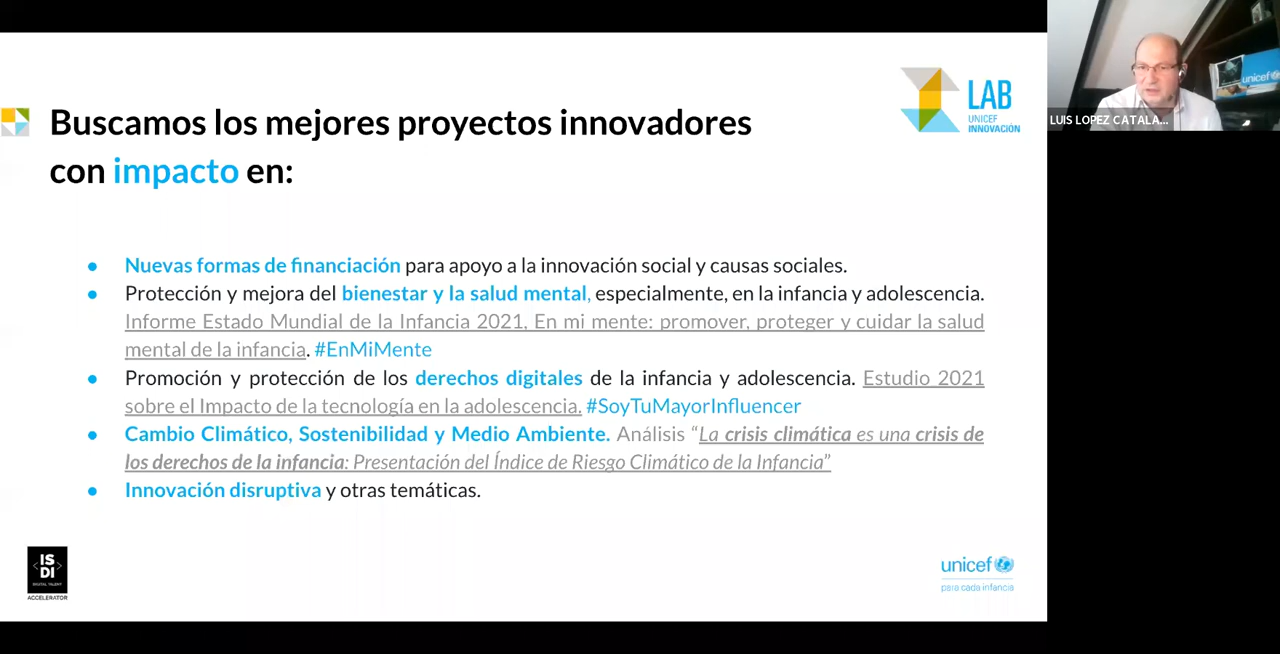 Buscamos los mejores proyectos innovadores
con impacto en:
LAB
UNICEF
INNOVACIÓN
● Nuevas formas de financiación para apoyo a la innovación social y causas sociales.
● Protección y mejora del bienestar y la salud mental, especialmente, en la infancia y adolescencia.
Informe Estado Mundial de la Infancia 2021, En mi mente: promover, proteger y cuidar la salud
mental de la infancia. #EnMiMente
● Promoción y protección de los derechos digitales de la infancia y adolescencia. Estudio 2021
sobre el Impacto de la tecnología en la adolescencia. #SoyTuMayorInfluencer
● Cambio Climático, Sostenibilidad y Medio Ambiente. Análisis “La crisis climática es una crisis de
los derechos de la infancia: Presentación del Índice de Riesgo Climático de la Infancia”
● Innovación disruptiva y otras temáticas.
IS
DI
DIGITAL TALENT
ACCELERATOR
unicef
para cada infancia
unicef
LUIS LOPEZ CATALA...